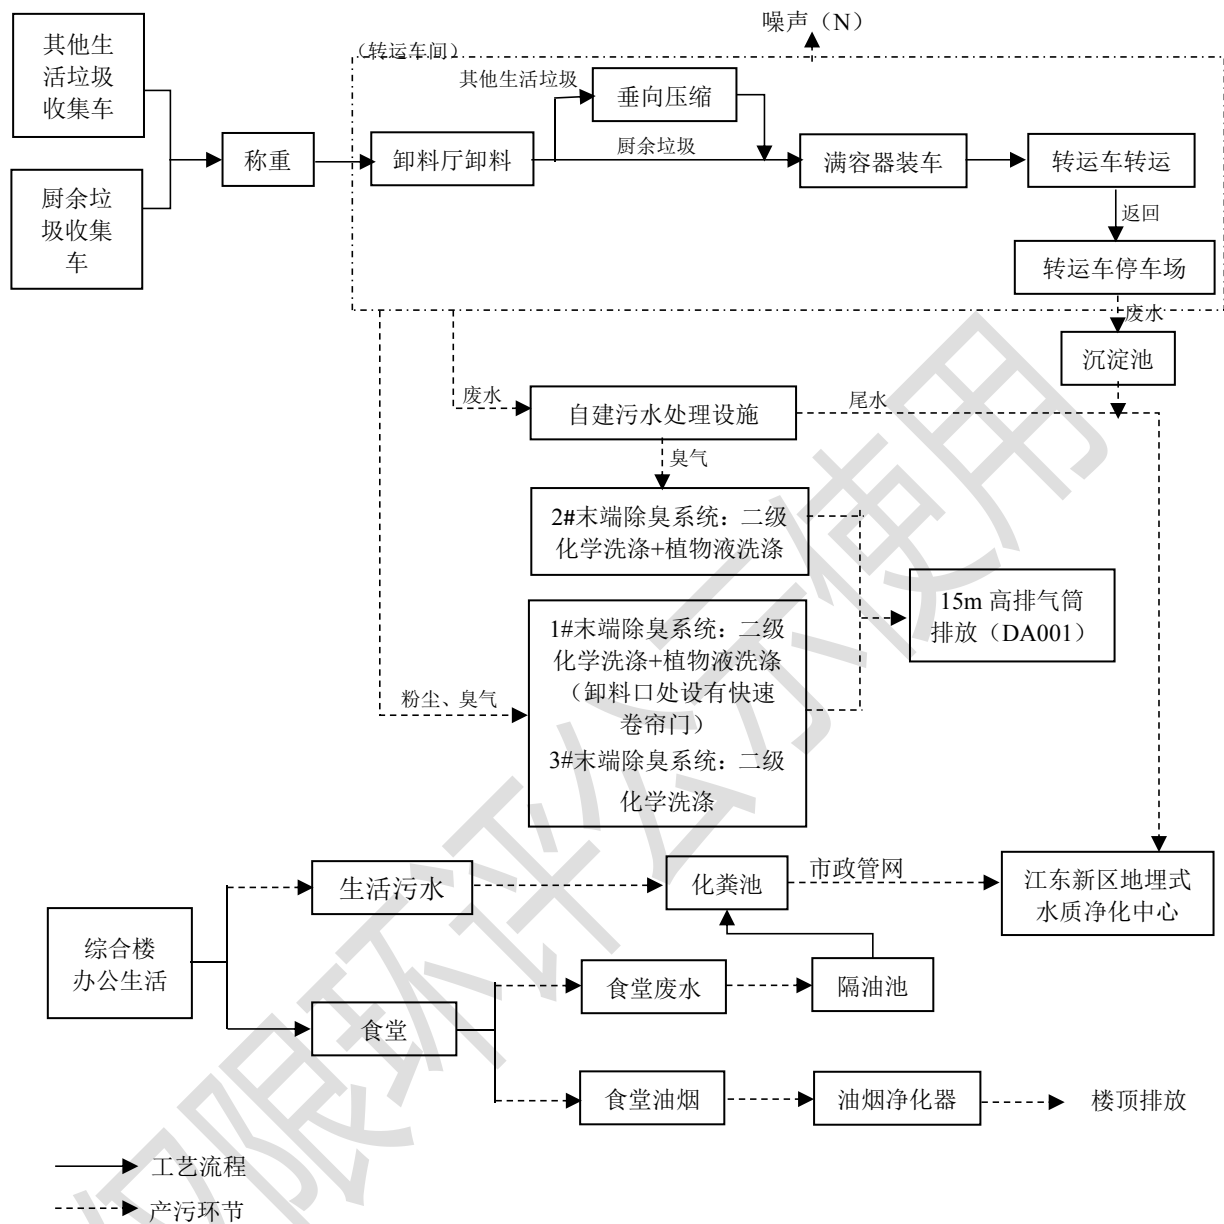 噪声（N）
其他生
活垃圾
收集车
（转运车间）
其他生活垃圾
垂向压缩
称重
卸料厅卸料
厨余垃圾
满容器装车
转运车转运
厨余垃
圾收集
车
返回
转运车停车场
废水
沉淀池
废水
自建污水处理设施
尾水
臭气
2#末端除臭系统：二级
化学洗涤+植物液洗涤
15m 高排气筒
排放（DA001）
1#末端除臭系统：二级
化学洗涤+植物液洗涤
（卸料口处设有快速
卷帘门）
3#末端除臭系统：二级
化学洗涤
粉尘、臭气
生活污水
化粪池
市政管网
江东新区地埋式
水质净化中心
综合楼
办公生活
食堂废水
隔油池
食堂
食堂油烟
油烟净化器
楼顶排放
工艺流程
产污环节
仅限环评公示使用